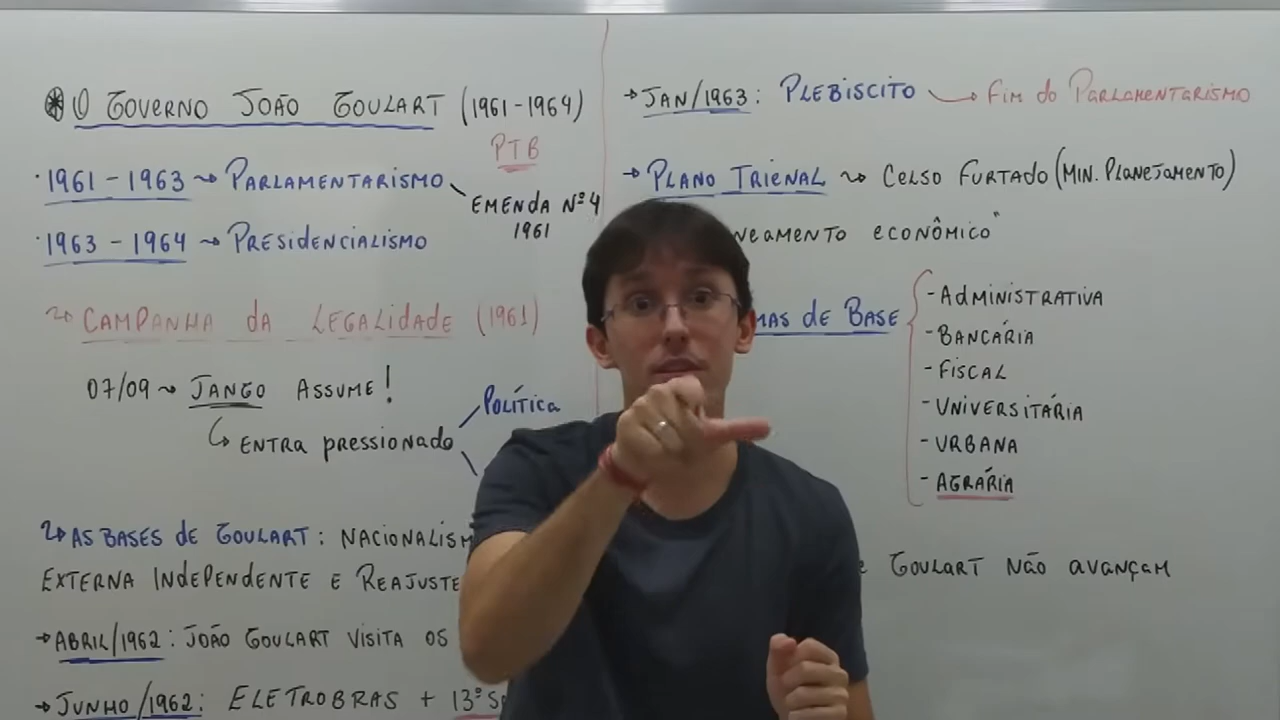 O GOVERNO JOÃO GOULART (1961-1964)
PTB
1961-1963 PARLAMENTARISMO
EMENDA Nº4
1961
1963-1964 PRESIDENCIALISMO
CAMPANHA da LEGALIDADE (1961)
07/09 JANGO ASSUME!
ENTRA pressionado
POLÍTICA
AS BASES de GOULART: NACIONALISM
EXTERNA INDEPENDENTE E REAJUSTE
ABRIL/1962: JOÃO GOULART VISITA OS
JUNHO/1962: ELETROBRAS + 13º
JAN/1963: PLEBISCITO Fim do PARLAMENTARISMO
PLANO TRIENAL CELSO FURTADO (MIN. PLANEJAMENTO)
NEAMENTO ECONÔMICO"
MAS de BASE
- ADMINISTRATIVA
- BANCÁRIA
- FISCAL
- UNIVERSITÁRIA
- URBANA
- AGRÁRIA
e GOULART NÃO AVANÇAM